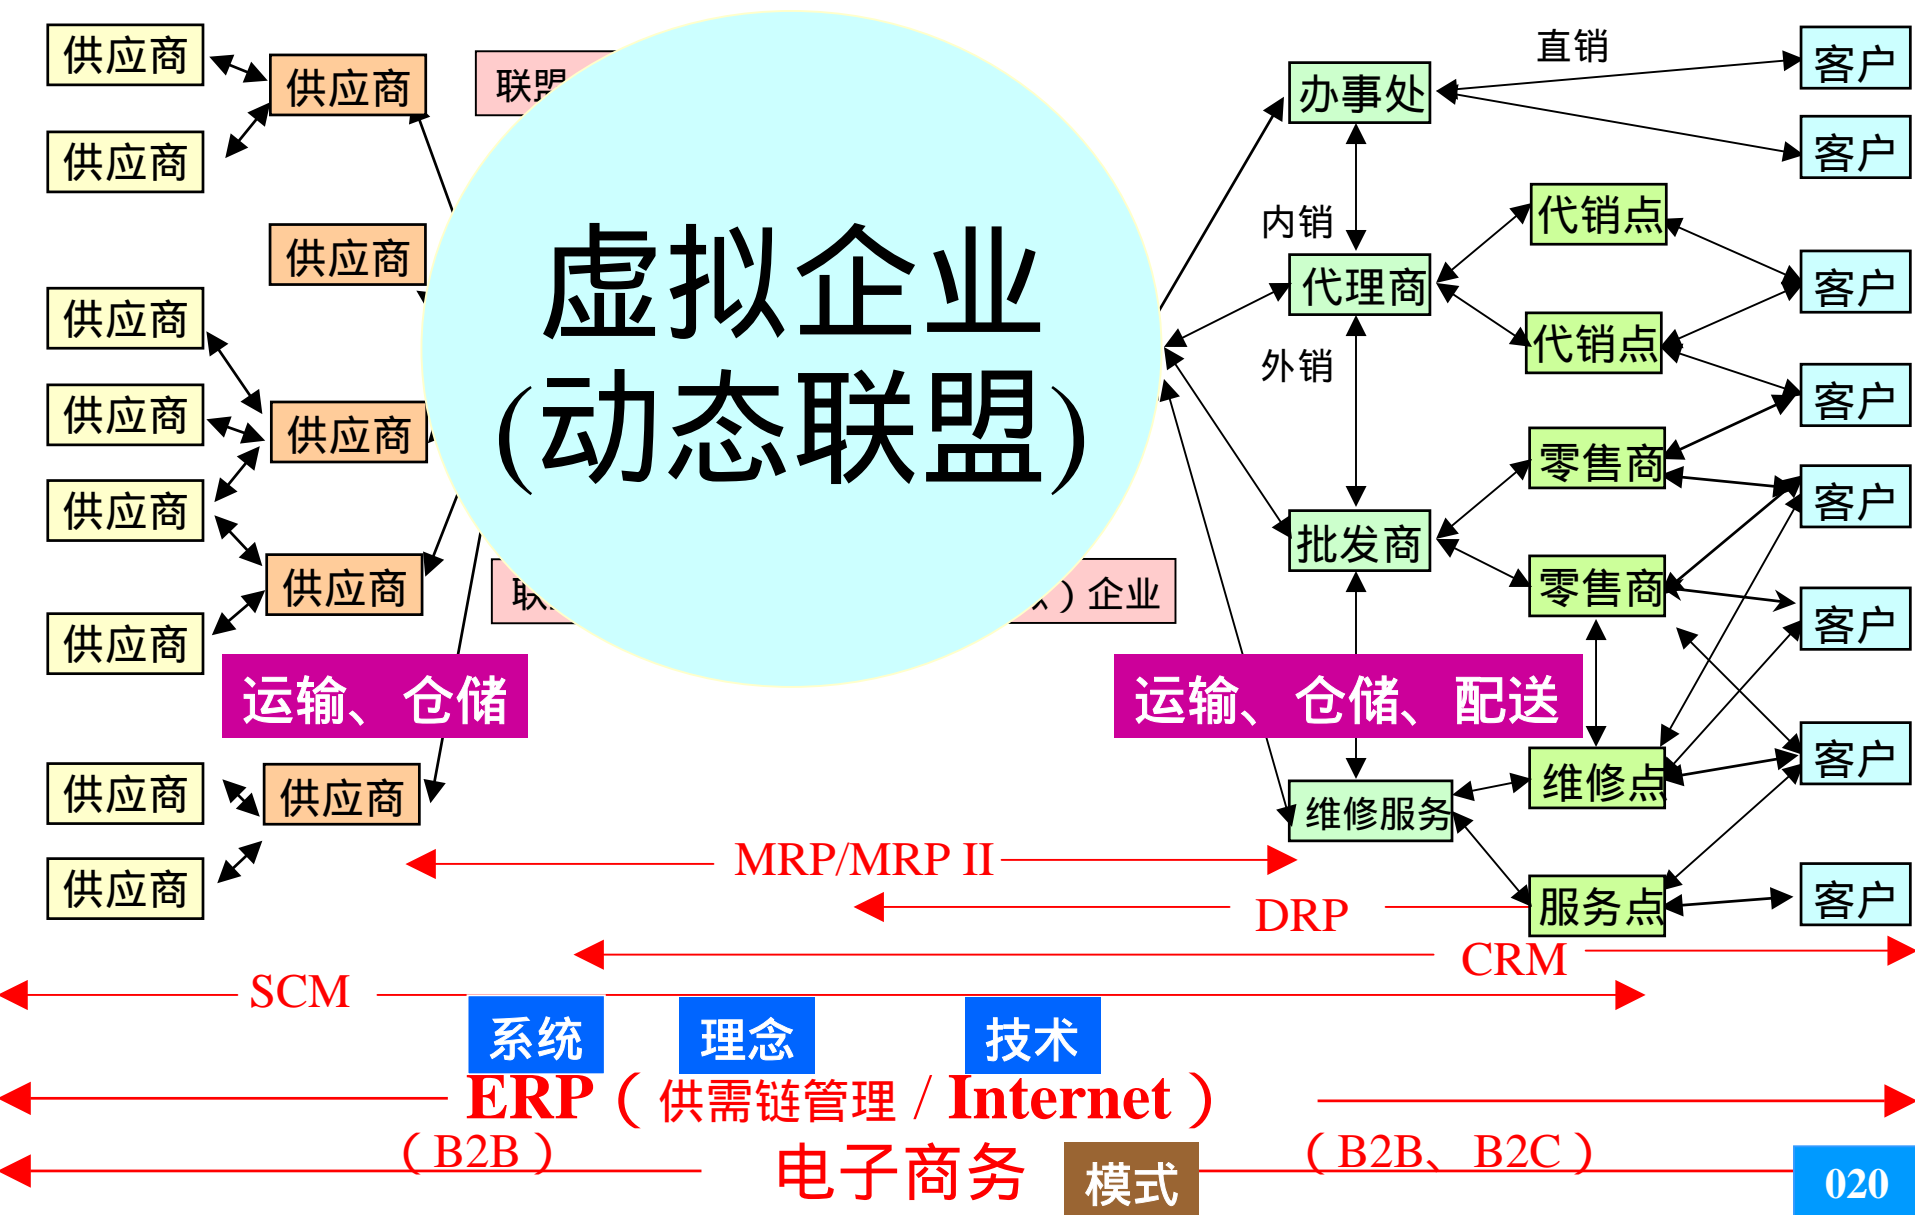 供应商
供应商
供应商
供应商
供应商
供应商
供应商
供应商
供应商
供应商
供应商
供应商
供应商
供应商
联盟
虚拟企业
(动态联盟)
联
）企业
运输、仓储
运输、仓储、配送
直销
内销
外销
办事处
代理商
批发商
维修服务
代销点
代销点
零售商
零售商
维修点
服务点
客户
客户
客户
客户
客户
客户
客户
客户
MRP/MRP II
DRP
CRM
SCM
系统 理念 技术
ERP（供需链管理 / Internet）
（B2B） （B2B、B2C）
电子商务 模式
020